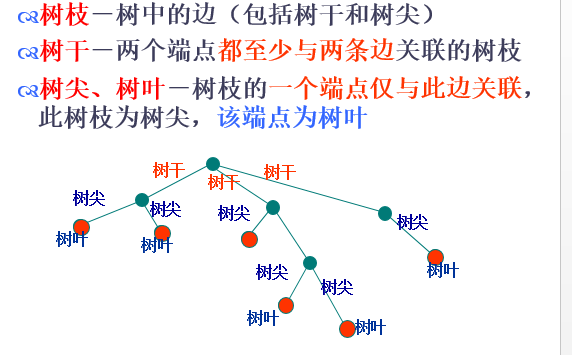 树枝－树中的边（包括树干和树尖）
树干－两个端点都至少与两条边关联的树枝
树尖、树叶－树枝的一个端点仅与此边关联，
此树枝为树尖，该端点为树叶
树干
树干
树干
树尖
树尖
树尖
树尖
树叶
树叶
树尖
树叶
树尖
树叶
树叶